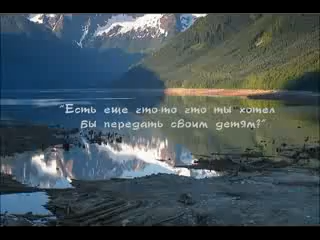 "Есть еще что-то что ты хотел
бы передать своим детям?"